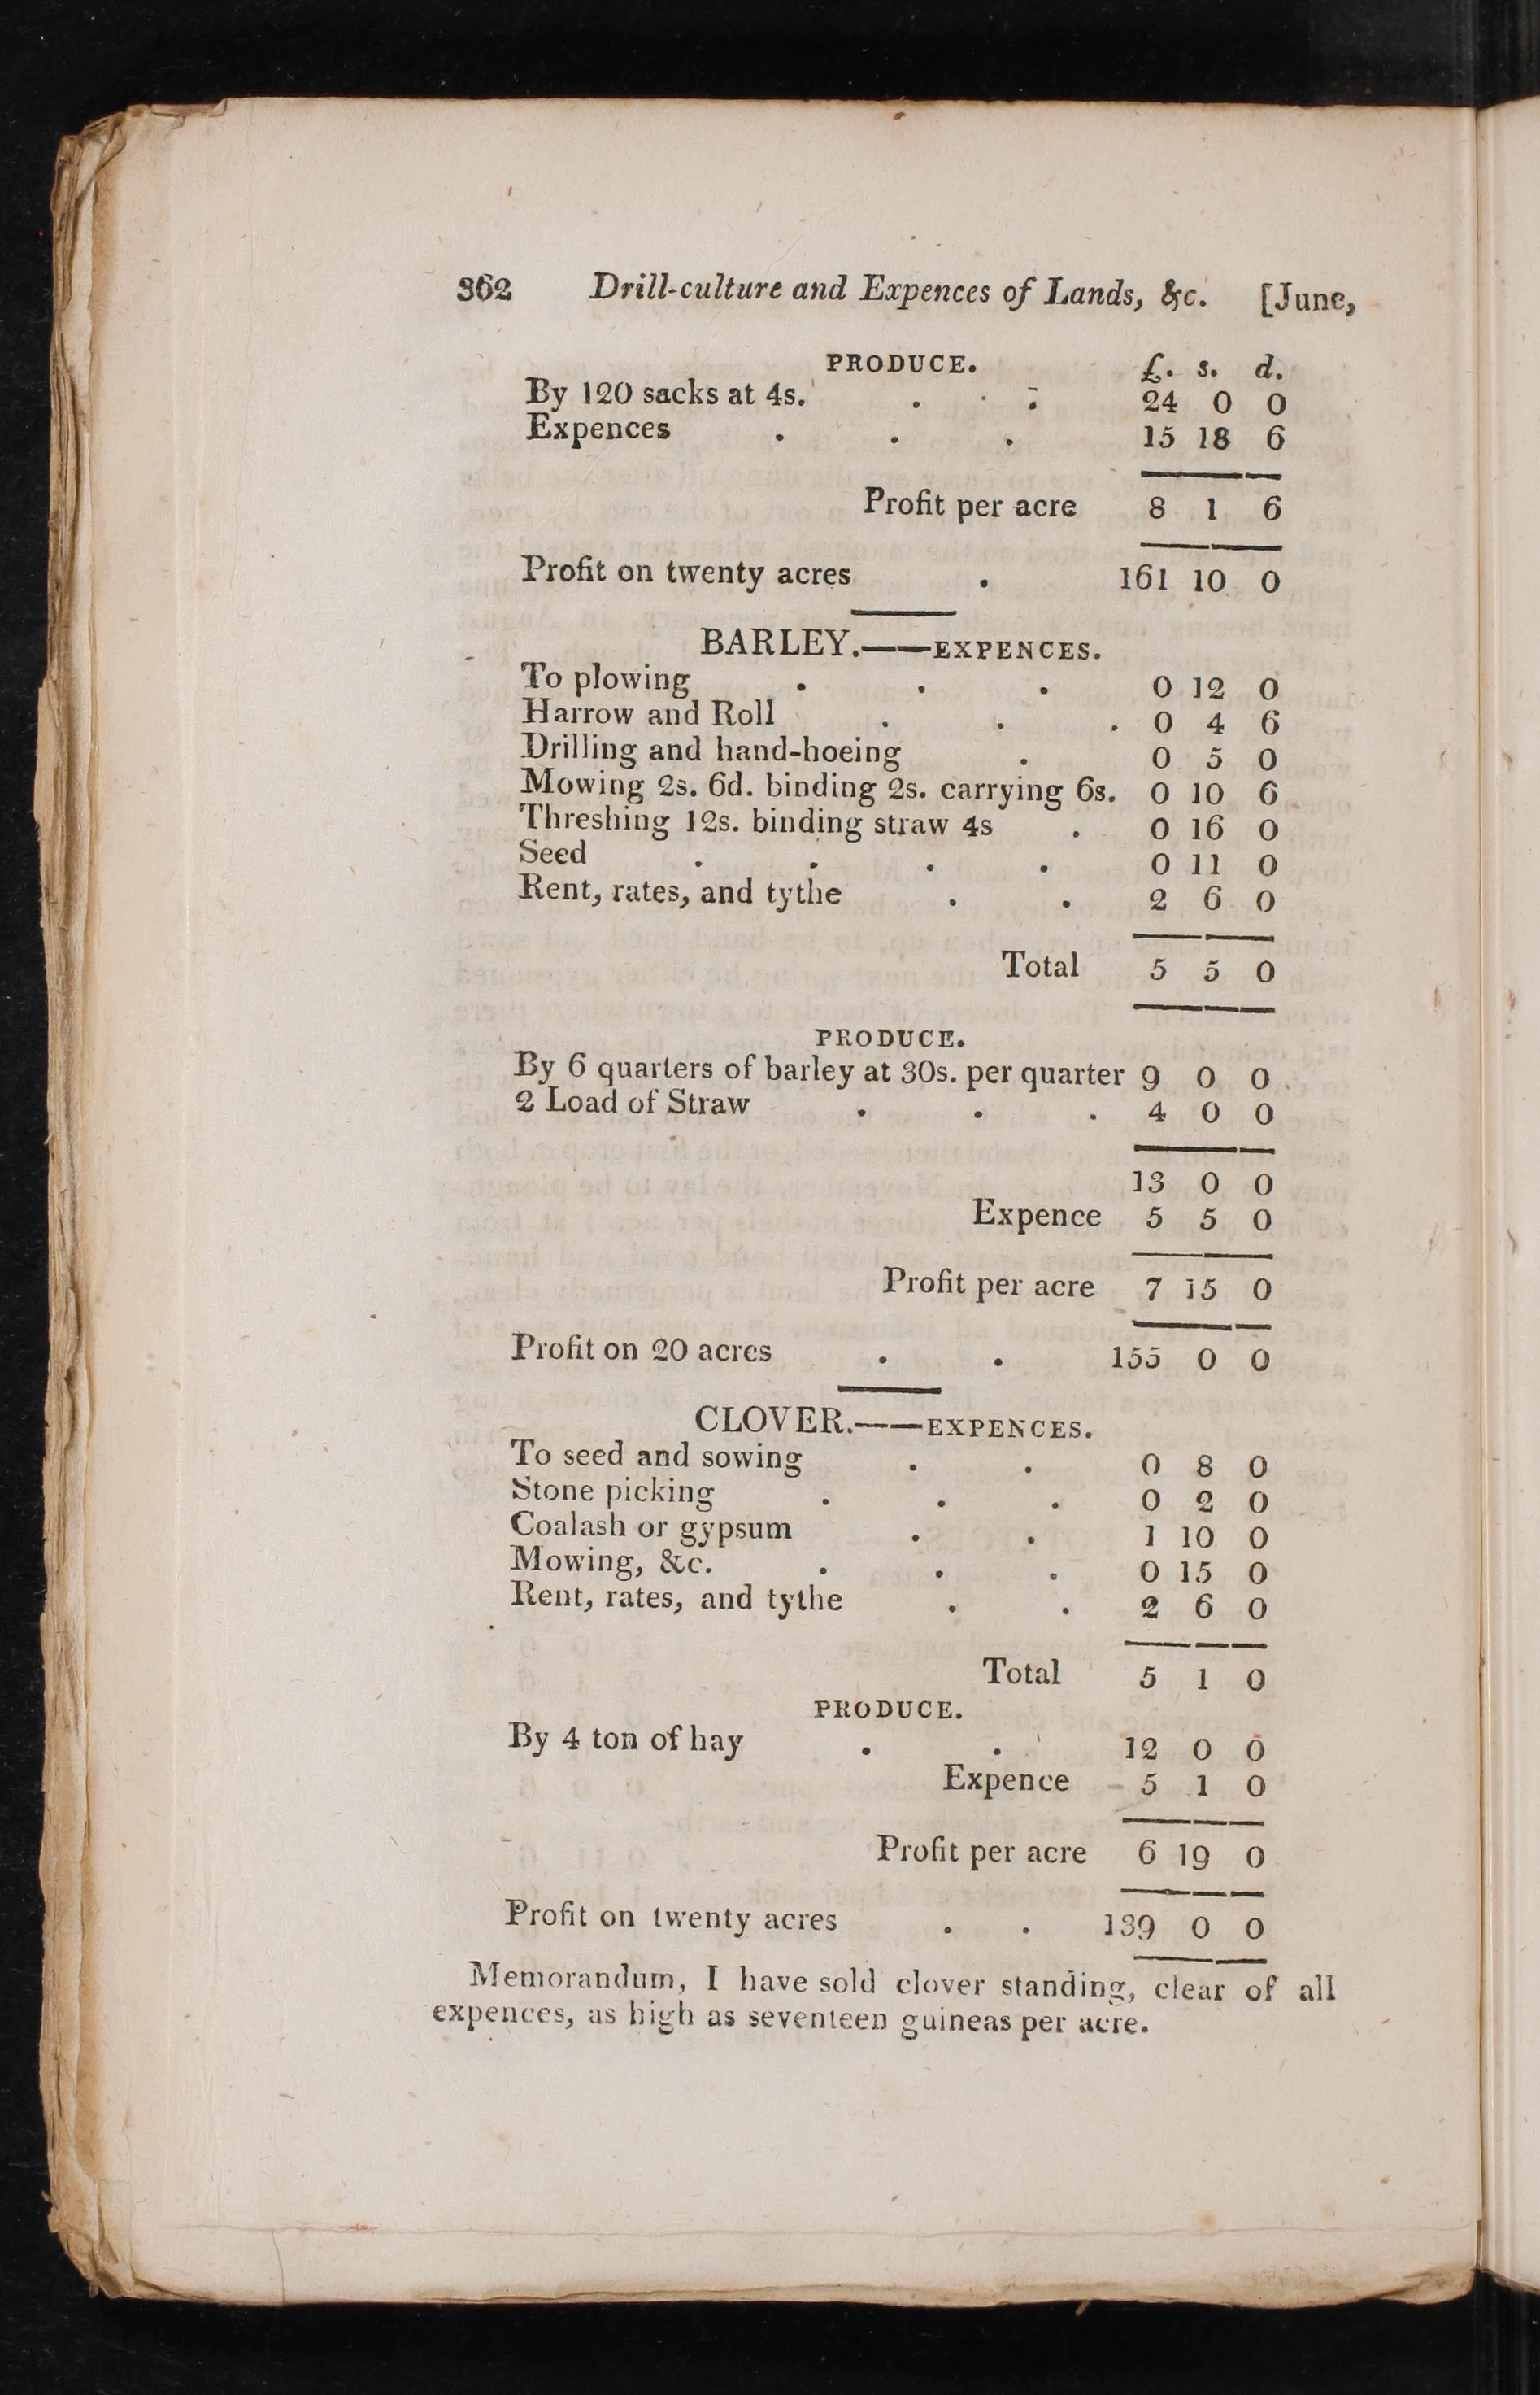 362 Drill-culture and Expences of Lands, &c. [June,
PRODUCE. £. s. d.
By 120 sacks at 4s. . . . 24 0 0
Expences . . . 15 18 6
Profit per acre 8 1 6
Profit on twenty acres . 161 10 0
BARLEY.——EXPENCES.
To plowing . . . 0 12 0
Harrow and Roll . . . 0 4 6
Drilling and hand-hoeing . 0 5 0
Mowing 2s. 6d. binding 2s. carrying 6s. 0 10 6
Threshing 12s. binding straw 4s . 0 16 0
Seed . . . . 0 11 0
Rent, rates, and tythe . . 2 6 0
Total 5 5 0
PRODUCE.
By 6 quarters of barley at 30s. per quarter 9 0 0
2 Load of Straw . . . 4 0 0
13 0 0
Expence 5 5 0
Profit per acre 7 15 0
Profit on 20 acres . . 155 0 0
CLOVER.——EXPENCES.
To seed and sowing . . 0 8 0
Stone picking . . . 0 2 0
Coalash or gypsum . . 1 10 0
Mowing, &c. . . . 0 15 0
Rent, rates, and tythe . . 2 6 0
Total 5 1 0
PRODUCE.
By 4 ton of hay . . 12 0 0
Expence 5 1 0
Profit per acre 6 19 0
Profit on twenty acres . . 139 0 0
Memorandum, I have sold clover standing, clear of all
expences, as high as seventeen guineas per acre.